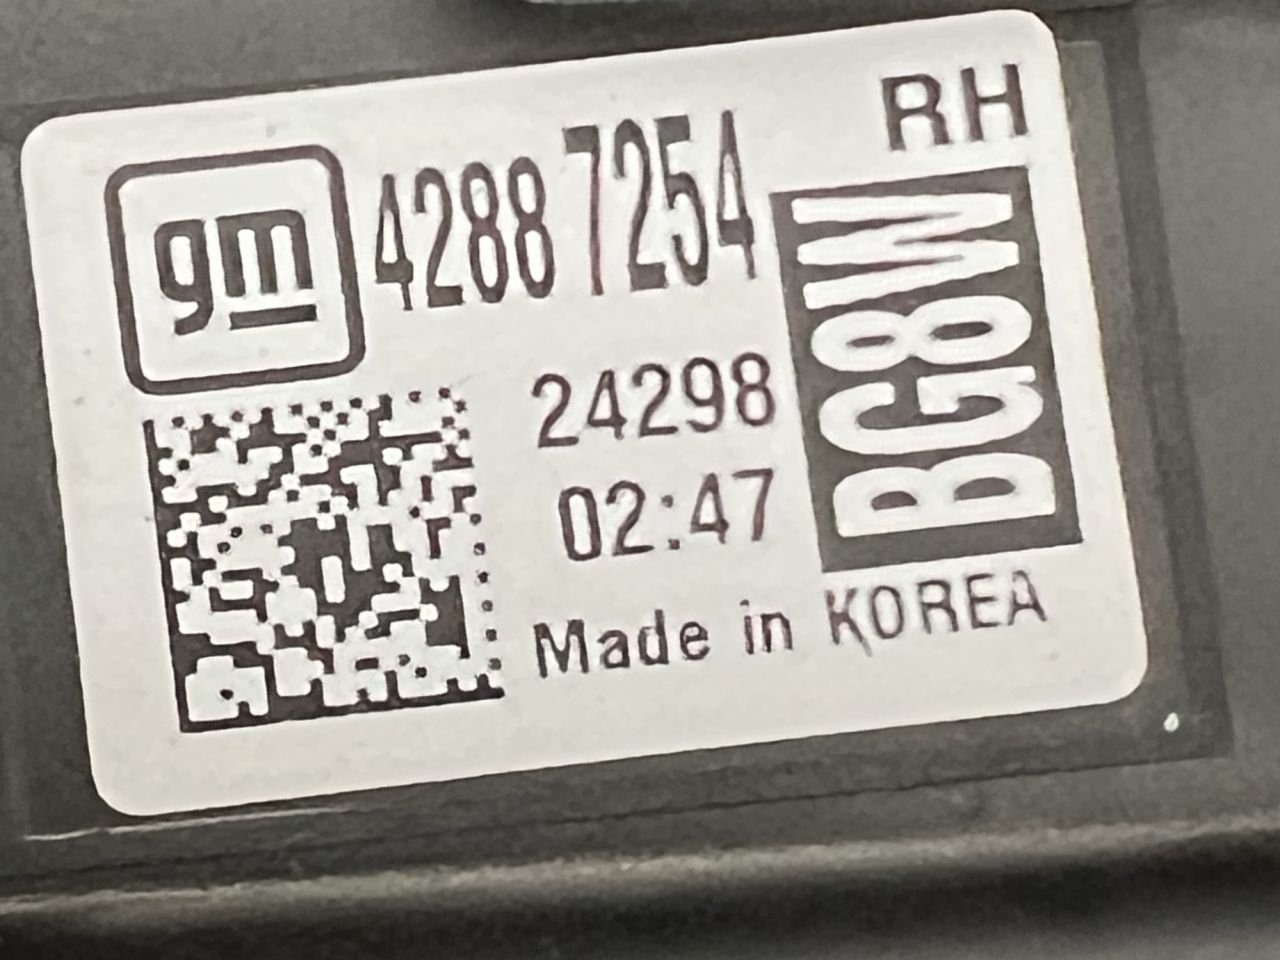 RH
gm 4288 7254
BG8W
24298
02:47
Made in KOREA